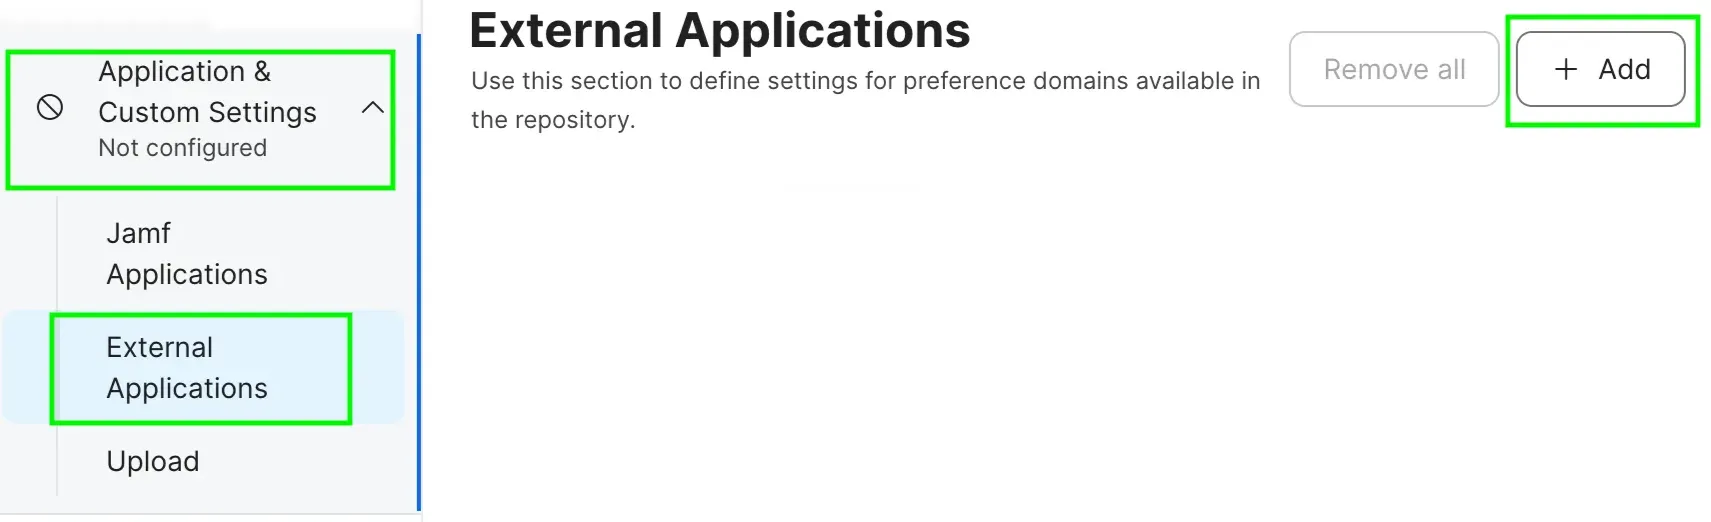 Application &
Custom Settings
Not configured
Jamf
Applications
External
Applications
Upload
External Applications
Use this section to define settings for preference domains available in
the repository.
Remove all
+ Add